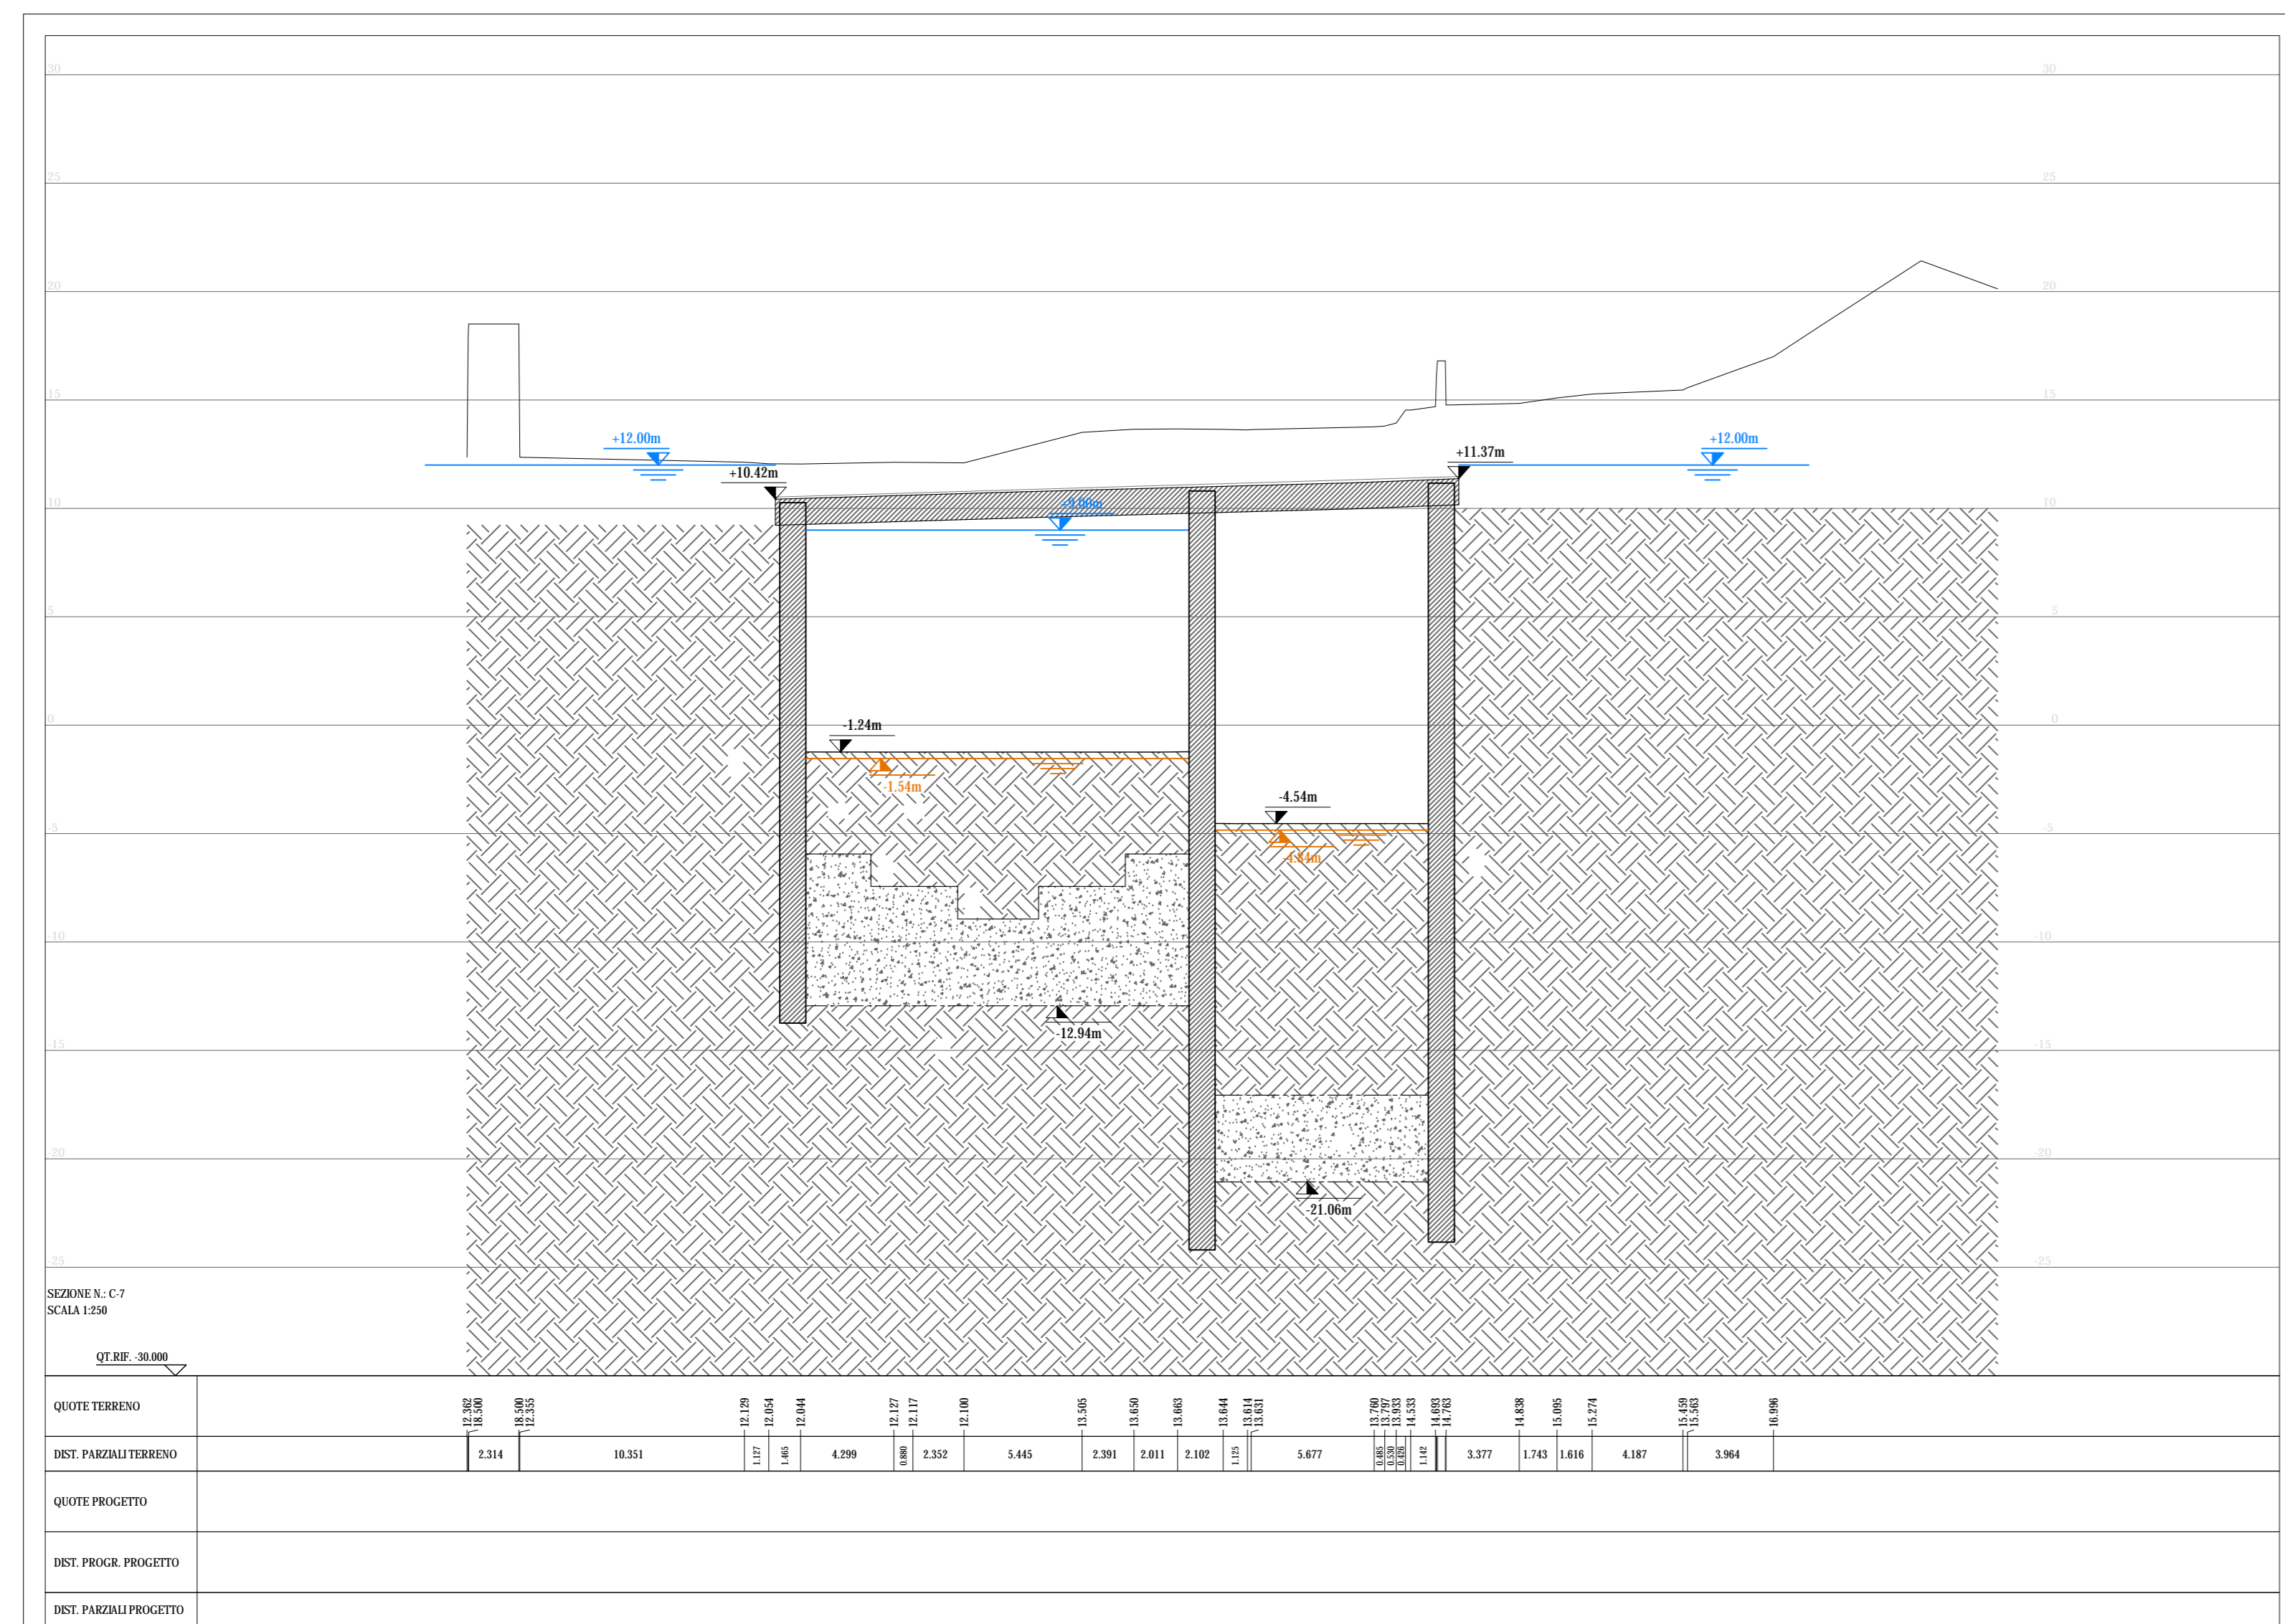 30 30
25 25
20 20
15 15
+12.00m +12.00m
+11.37m
+10.42m
+9.00m
10 10
5 5
0 0
-1.24m
-1.54m
-4.54m
-5 -5
-4.84m
-10 -10
-12.94m
-15 -15
-20 -20
-21.06m
-25 -25
SEZIONE N.: C-7
SCALA 1:250
QT.RIF. -30.000
QUOTE TERRENO 12.362 18.500 18.500 12.355 12.129 12.054 12.044 12.127 12.117 12.100 13.505 13.650 13.663 13.644 13.614 13.631 13.760 13.797 13.933 14.533 14.693 14.763 14.838 15.095 15.274 15.459 15.563 16.996
DIST. PARZIALI TERRENO 2.314 10.351 1.127 1.465 4.299 0.880 2.352 5.445 2.391 2.011 2.102 1.125 5.677 0.485 0.530 0.426 1.142 3.377 1.743 1.616 4.187 3.964
QUOTE PROGETTO
DIST. PROGR. PROGETTO
DIST. PARZIALI PROGETTO